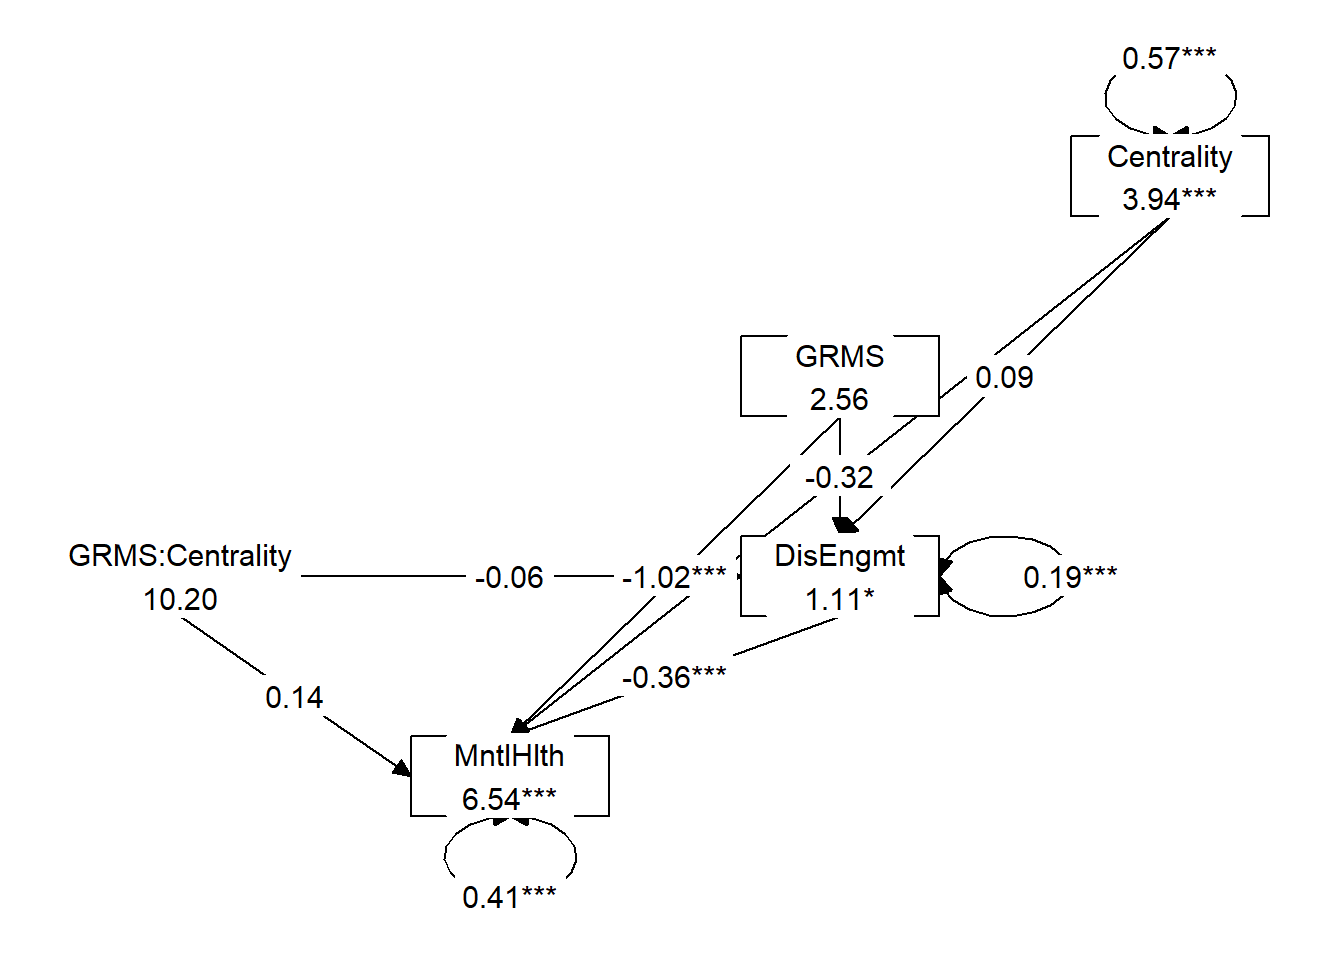 0.57***
Centrality
3.94***
GRMS
2.56
0.09
-0.32
GRMS:Centrality
10.20
-0.06
-1.02***
DisEngmt
1.11*
0.19***
-0.36***
0.14
MntlHlth
6.54***
0.41***